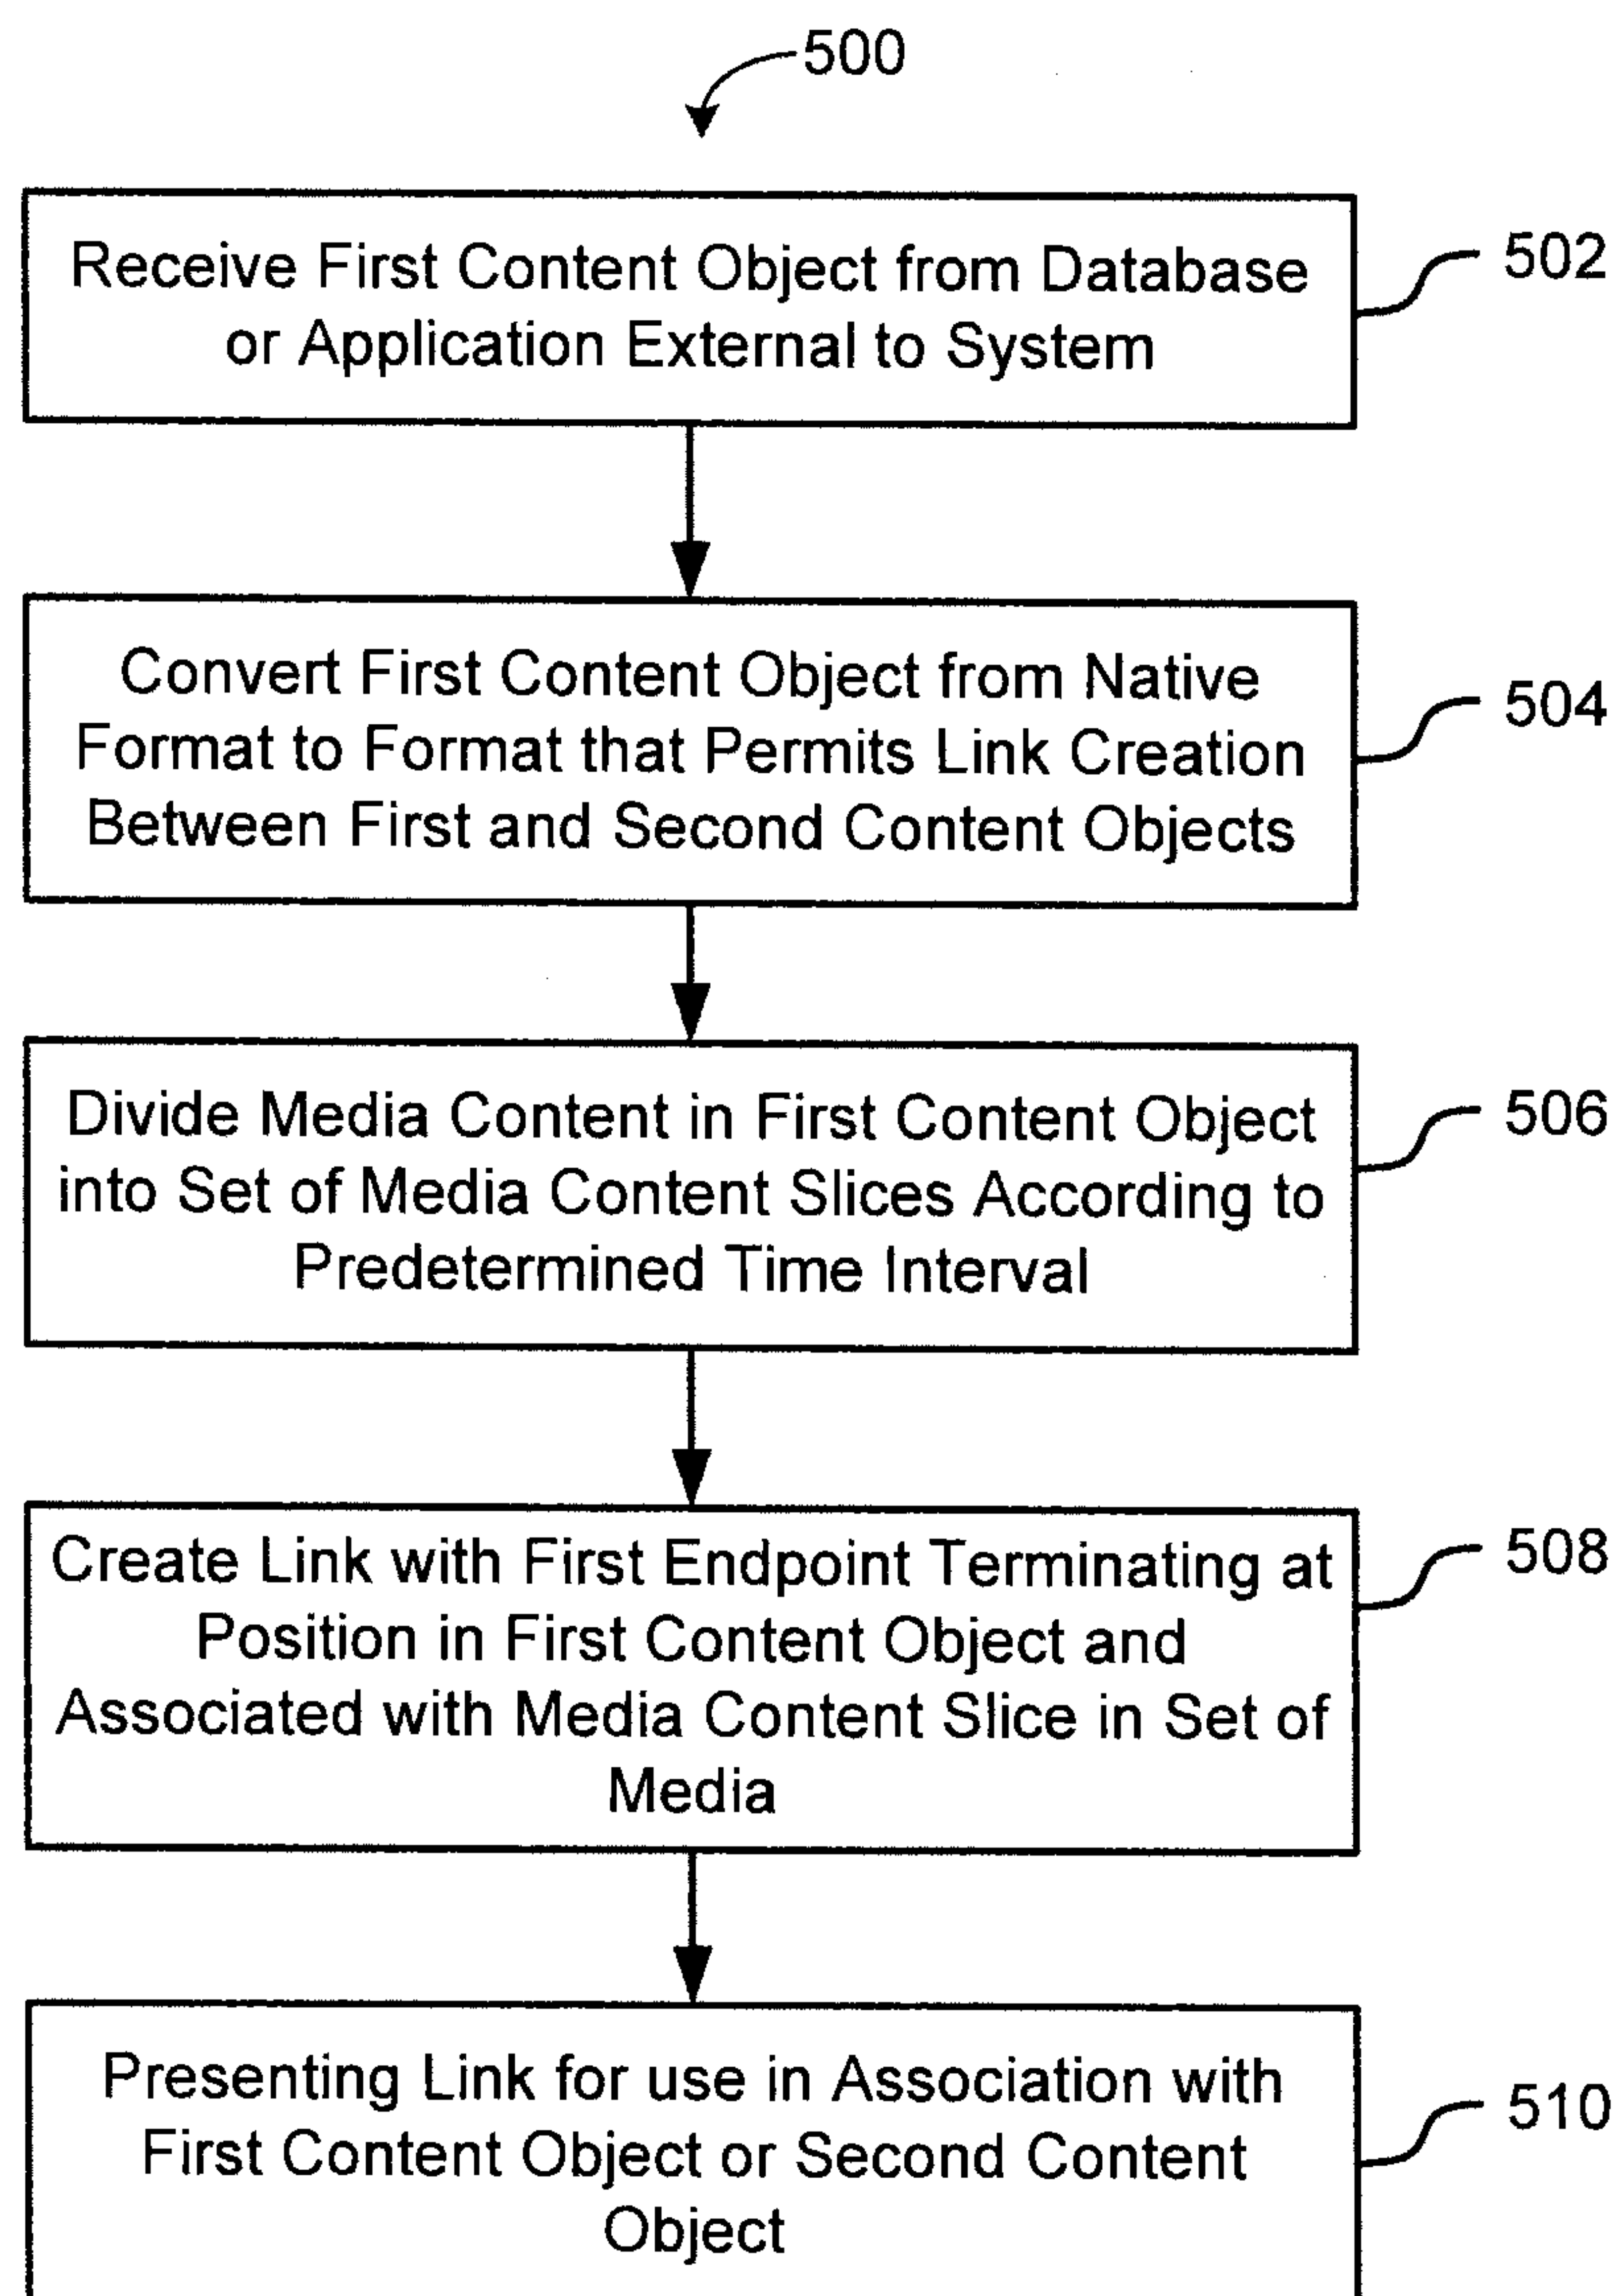 500
Receive First Content Object from Database
or Application External to System
502
Convert First Content Object from Native
Format to Format that Permits Link Creation
Between First and Second Content Objects
504
Divide Media Content in First Content Object
into Set of Media Content Slices According to
Predetermined Time Interval
506
Create Link with First Endpoint Terminating at
Position in First Content Object and
Associated with Media Content Slice in Set of
Media
508
Presenting Link for use in Association with
First Content Object or Second Content
Object
510